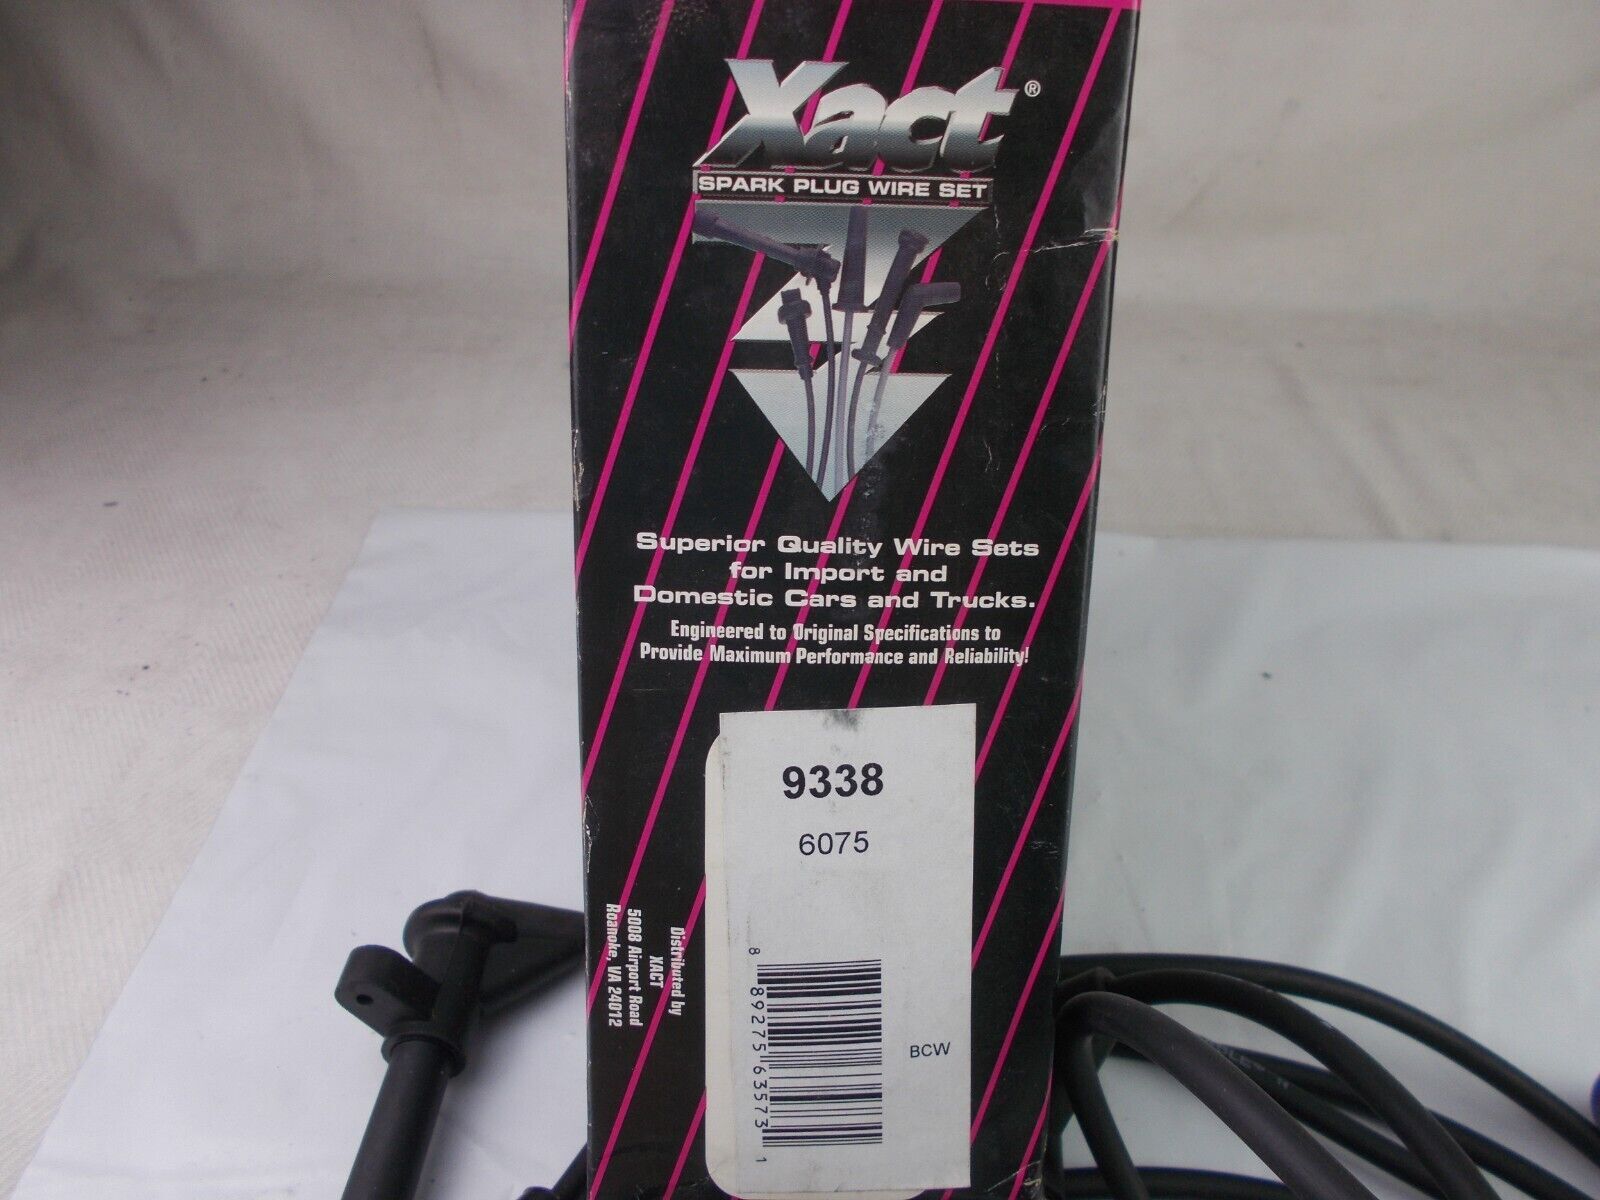 Xact®
SPARK PLUG WIRE SET
Superior Quality Wire Sets
for Import and
Domestic Cars and Trucks.
Engineered to Original Specifications to
Provide Maximum Performance and Reliability!
9338
6075
BCW
8 89275 63573 1
Distributed by
XACT
5008 Airport Road
Roanoke, VA 24012